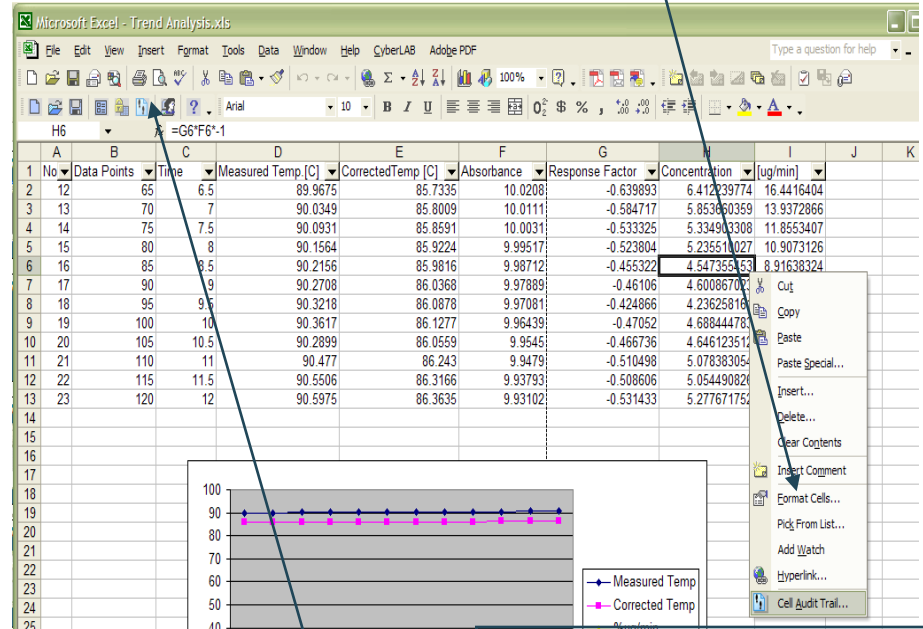 Microsoft Excel - Trend Analysis.xls
File Edit View Insert Format Tools Data Window Help CyberLAB Adobe PDF Type a question for help
100%
Arial 10 B I U $ % ,
H6 fx =G6*F6*-1
A B C D E F G H I J K
1 No Data Points Time Measured Temp.[C] CorrectedTemp [C] Absorbance Response Factor Concentration [ug/min]
2 12 65 6.5 89.9675 85.7335 10.0208 -0.639893 6.412239774 16.4416404
3 13 70 7 90.0349 85.8009 10.0111 -0.584717 5.853660359 13.9372866
4 14 75 7.5 90.0931 85.8591 10.0031 -0.533325 5.334903308 11.8553407
5 15 80 8 90.1564 85.9224 9.99517 -0.523804 5.235510027 10.9073126
6 16 85 8.5 90.2156 85.9816 9.98712 -0.455322 4.547355453 8.91638324
7 17 90 9 90.2708 86.0368 9.97889 -0.46106 4.600867023
8 18 95 9.5 90.3218 86.0878 9.97081 -0.424866
9 19 100 10 90.3617 86.1277 9.96439 -0.47052 4.688444783
10 20 105 10.5 90.2899 86.0559 9.9545 -0.466736 4.646123512
11 21 110 11 90.477 86.243 9.9479 -0.510498 5.078383054
12 22 115 11.5 90.5506 86.3166 9.93793 -0.508606
13 23 120 12 90.5975 86.3635 9.93102 -0.531433 5.277671752
14
15
16
17
18
19
20
21
22
23
24
25
Cut
Copy
Paste
Paste Special...
Insert...
Delete...
Clear Contents
Insert Comment
Format Cells...
Pick From List...
Add Watch
Hyperlink...
Cell Audit Trail...
100
90
80
70
60
50
40
Measured Temp
Corrected Temp